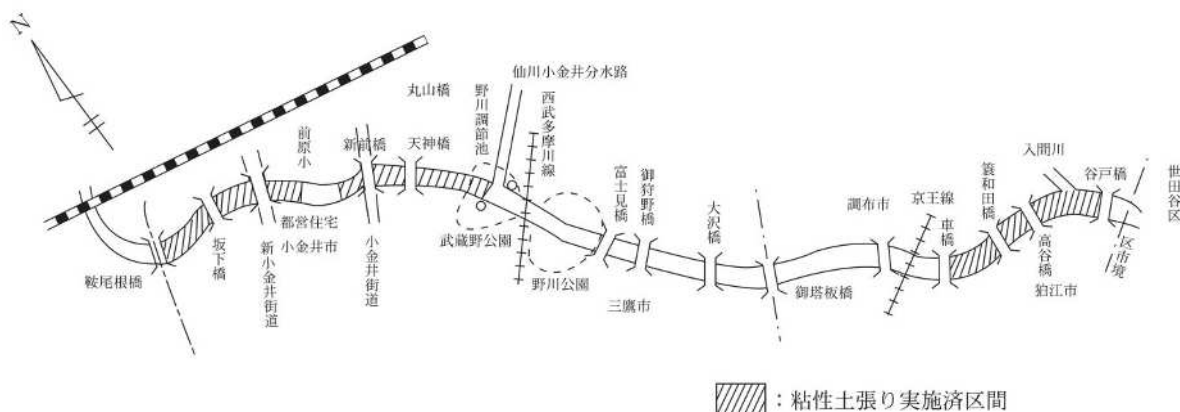 N
仙川小金井分水路
丸山橋
野川調節池
西武多摩川線
前原小
新前橋
天神橋
入間川
谷戸橋
世田谷区
富士見橋
御狩野橋
簑和田橋
大沢橋
調布市
京王線
車橋
都営住宅
小金井市
武蔵野公園
坂下橋
新小金井街道
小金井街道
鞍尾根橋
野川公園
三鷹市
御塔板橋
高谷橋
狛江市
区市境
：粘性土張り実施済区間